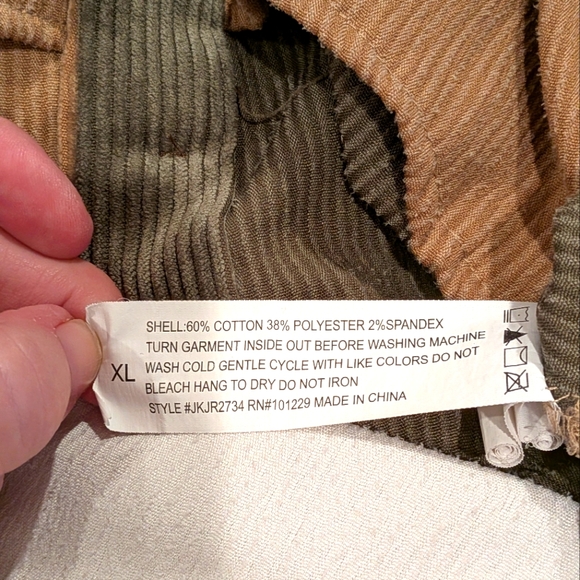 SHELL:60% COTTON 38% POLYESTER 2%SPANDEX
TURN GARMENT INSIDE OUT BEFORE WASHING MACHINE
WASH COLD GENTLE CYCLE WITH LIKE COLORS DO NOT
XL
BLEACH HANG TO DRY DO NOT IRON
STYLE #JKJR2734 RN#101229 MADE IN CHINA